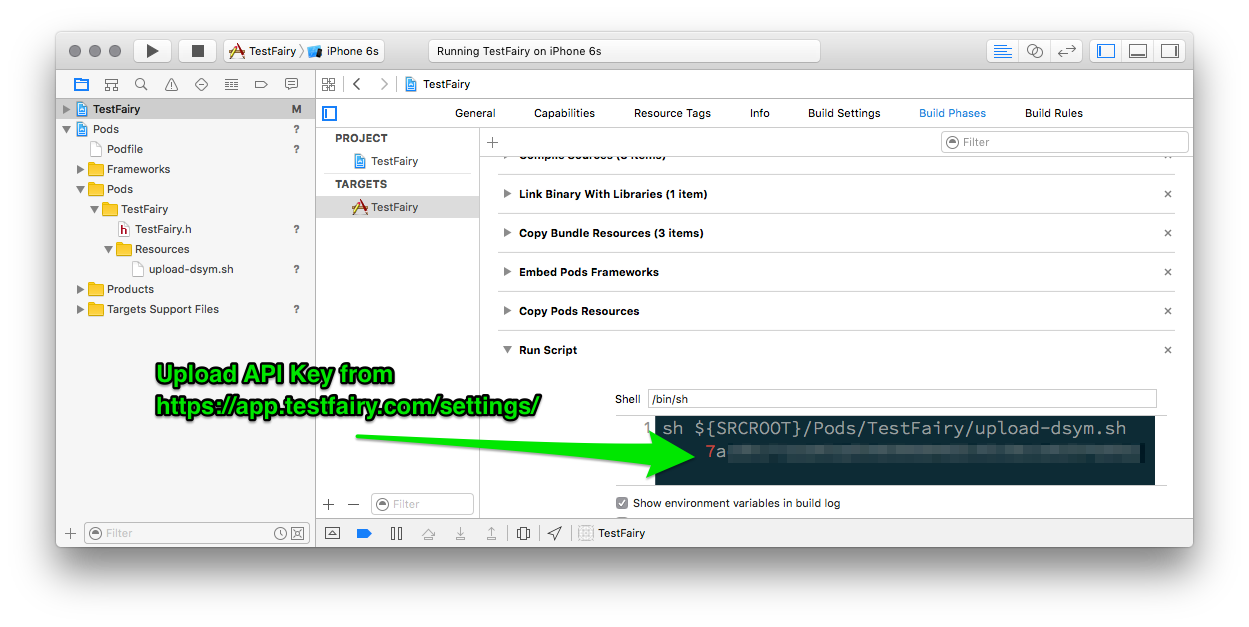 TestFairy
iPhone 6s
Running TestFairy on iPhone 6s
TestFairy
TestFairy M
Pods ?
Podfile ?
Frameworks
Pods
TestFairy
TestFairy.h ?
Resources
upload-dsym.sh ?
Products
Targets Support Files ?
General Capabilities Resource Tags Info Build Settings Build Phases Build Rules
PROJECT
TestFairy
TARGETS
TestFairy
Filter
Compile Sources
Link Binary With Libraries (1 item)
Copy Bundle Resources (3 items)
Embed Pods Frameworks
Copy Pods Resources
Run Script
Upload API Key from
https://app.testfairy.com/settings/
Shell /bin/sh
1 sh ${SRCROOT}/Pods/TestFairy/upload-dsym.sh
7a
Show environment variables in build log
Filter
Filter
TestFairy